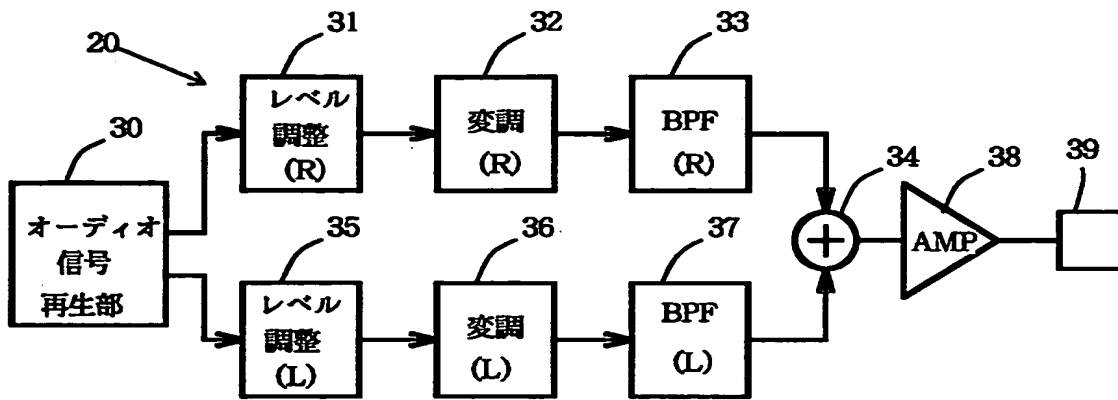 20
30
オーディオ
信号
再生部
31
レベル
調整
(R)
32
変調
(R)
33
BPF
(R)
34
38
AMP
39
35
レベル
調整
(L)
36
変調
(L)
37
BPF
(L)